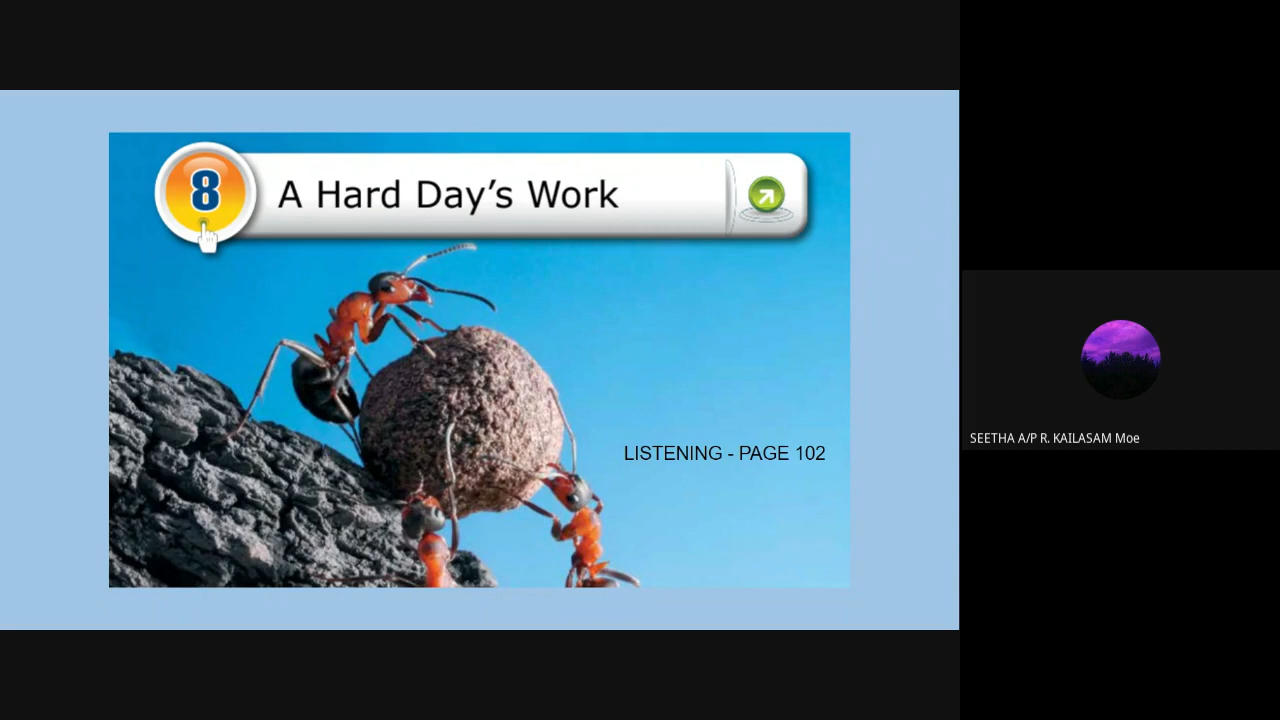 8
A Hard Day's Work
LISTENING - PAGE 102
SEETHA A/P R. KAILASAM Moe